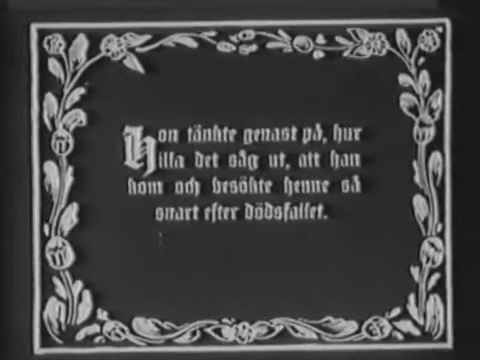 Hon tänkte genast på, hur
illa det såg ut, att han
kom och besökte henne så
snart efter dödsfallet.